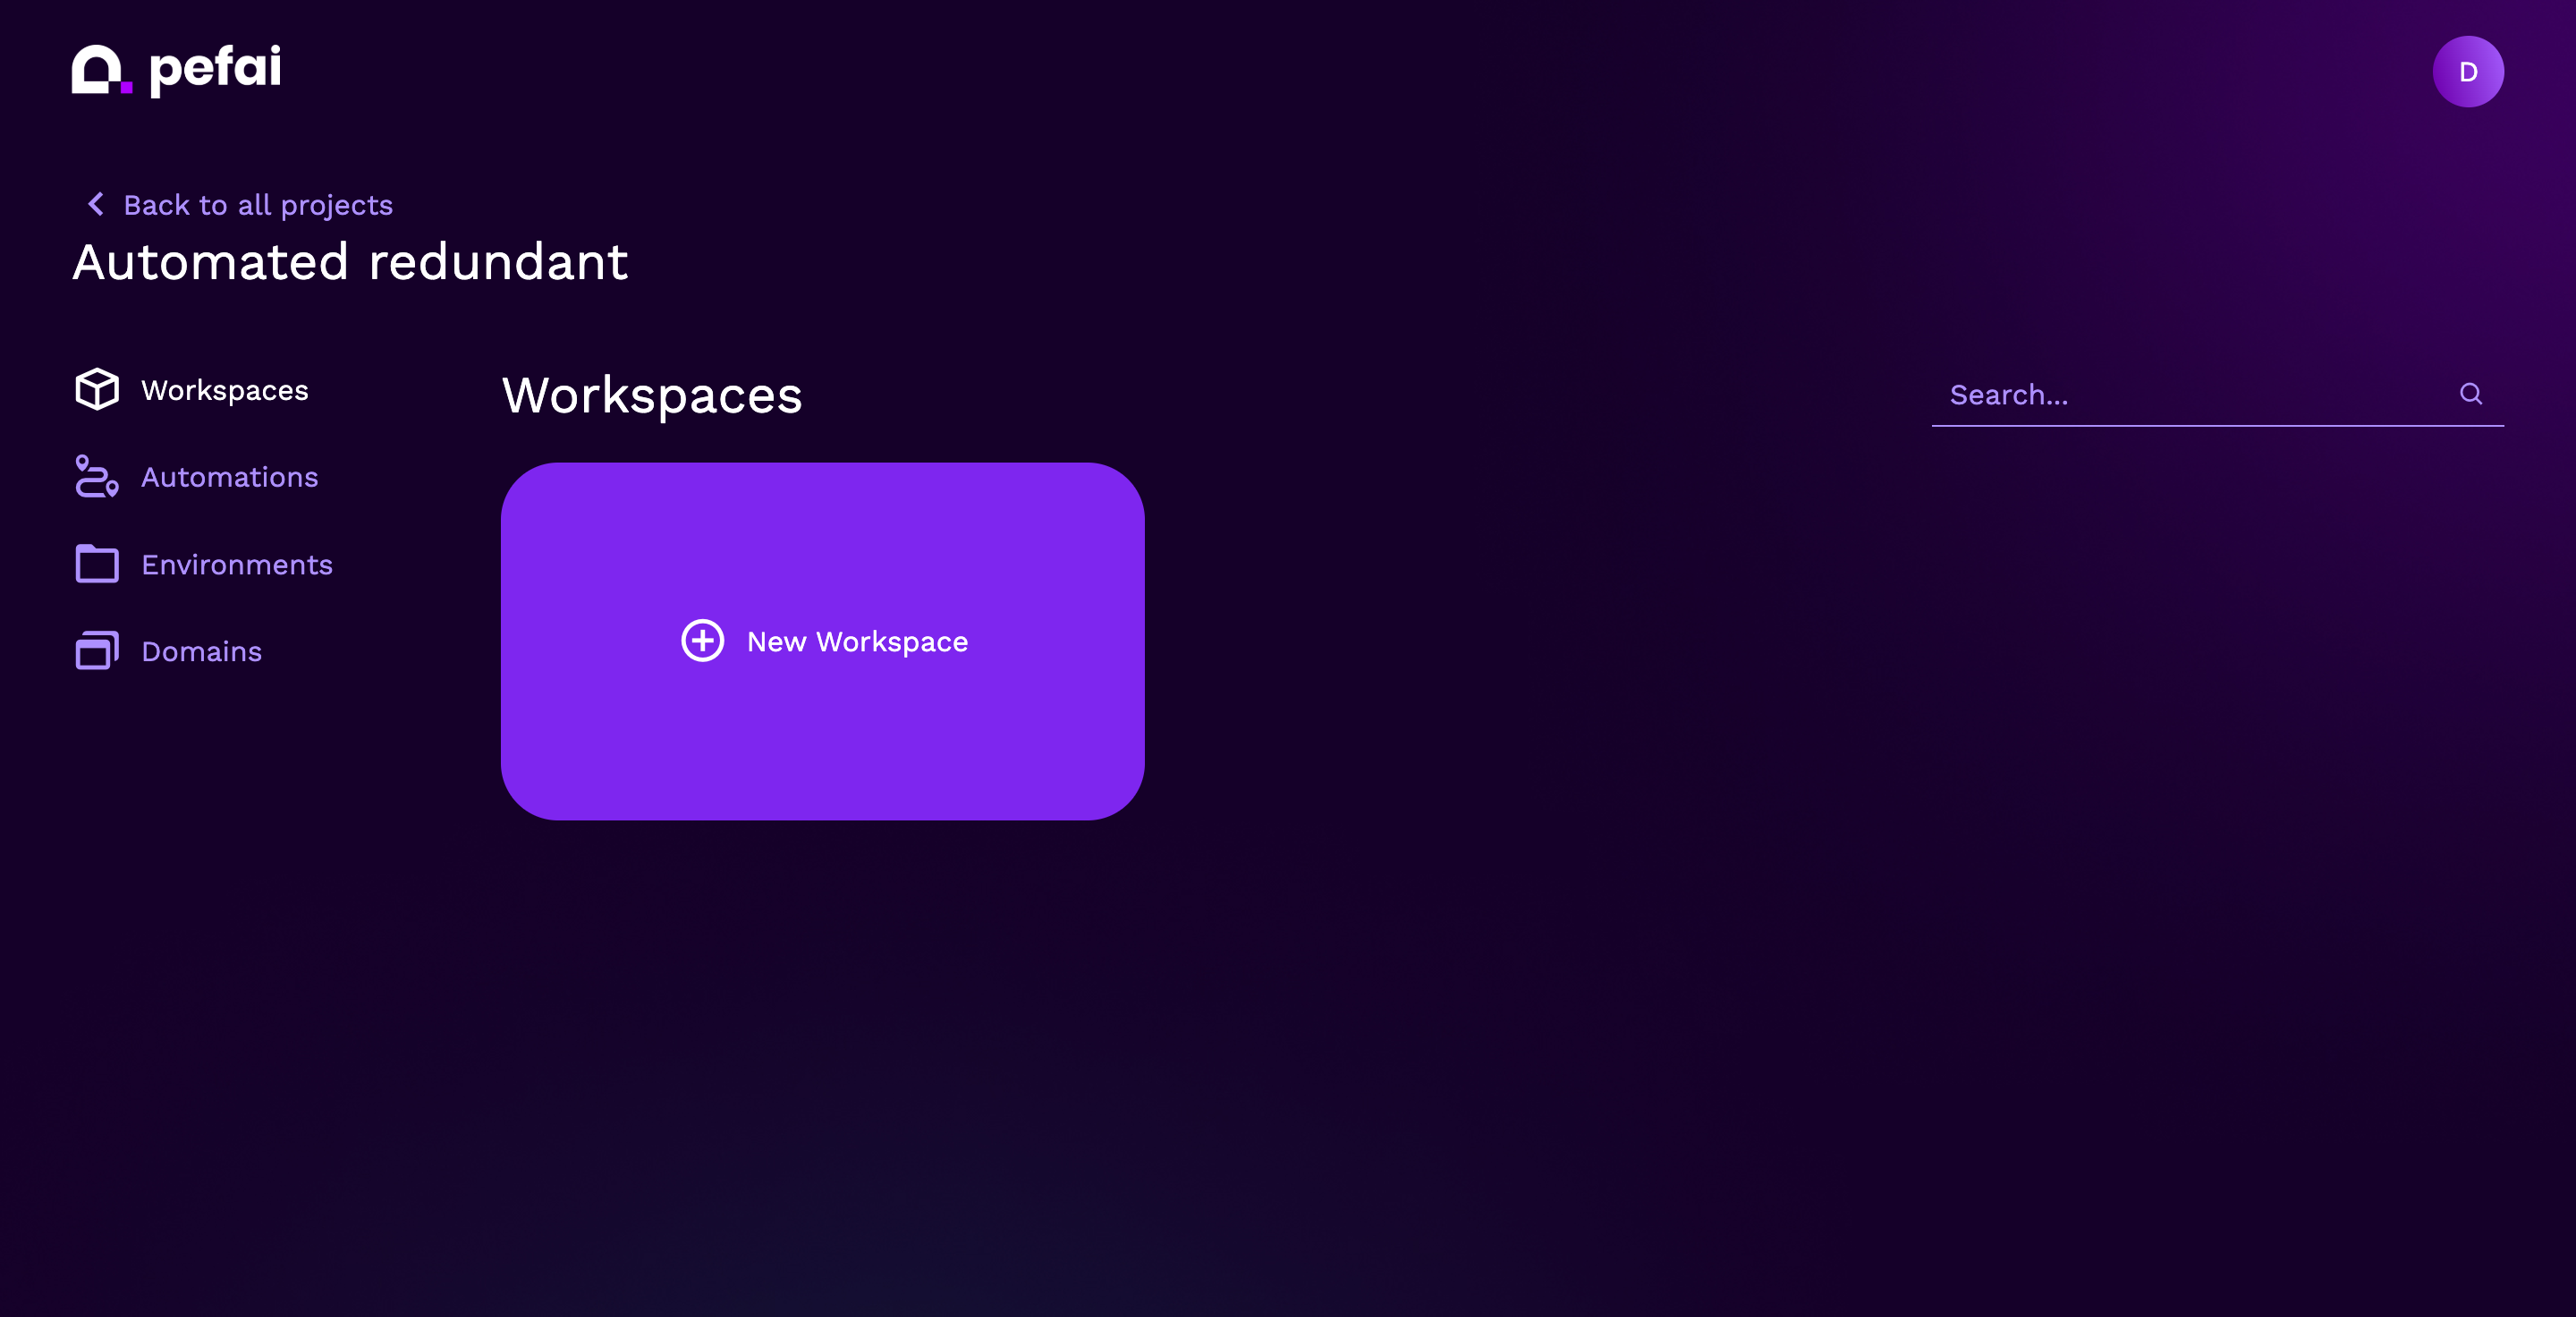 pefai
D
Back to all projects
Automated redundant
Workspaces
Automations
Environments
Domains
Workspaces
Search...
New Workspace